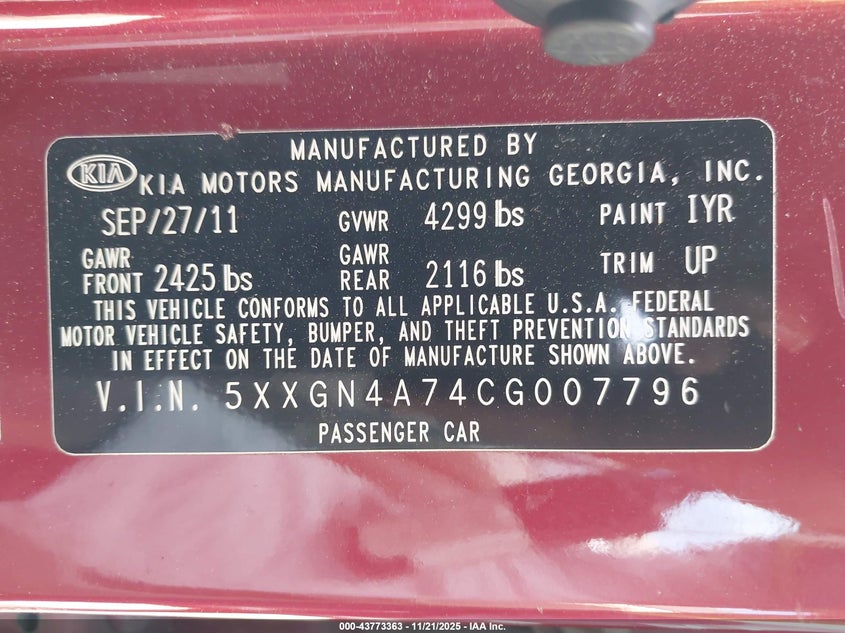 MANUFACTURED BY
KIA KIA MOTORS MANUFACTURING GEORGIA, INC.
SEP/27/11 GVWR 4299 lbs PAINT IYR
GAWR FRONT 2425 lbs GAWR REAR 2116 lbs TRIM UP
THIS VEHICLE CONFORMS TO ALL APPLICABLE U.S.A. FEDERAL
MOTOR VEHICLE SAFETY, BUMPER, AND THEFT PREVENTION STANDARDS
IN EFFECT ON THE DATE OF MANUFACTURE SHOWN ABOVE.
V.I.N. 5XXGN4A74CG007796
PASSENGER CAR
000-43773363 - 11/21/2025 - IAA Inc.